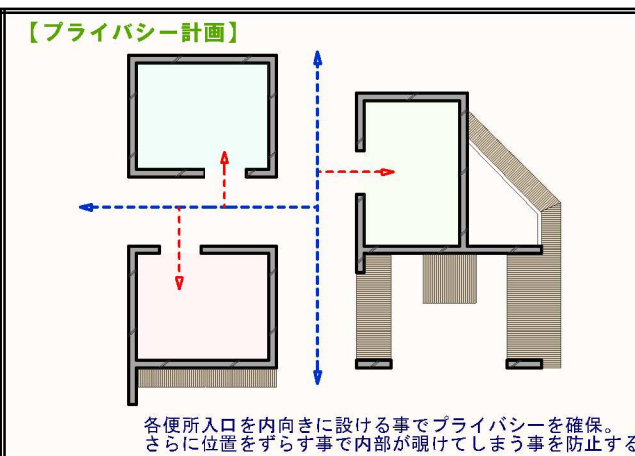 【プライバシー計画】
各便所入口を内向きに設ける事でプライバシーを確保。
さらに位置をずらす事で内部が覗けてしまう事を防止する